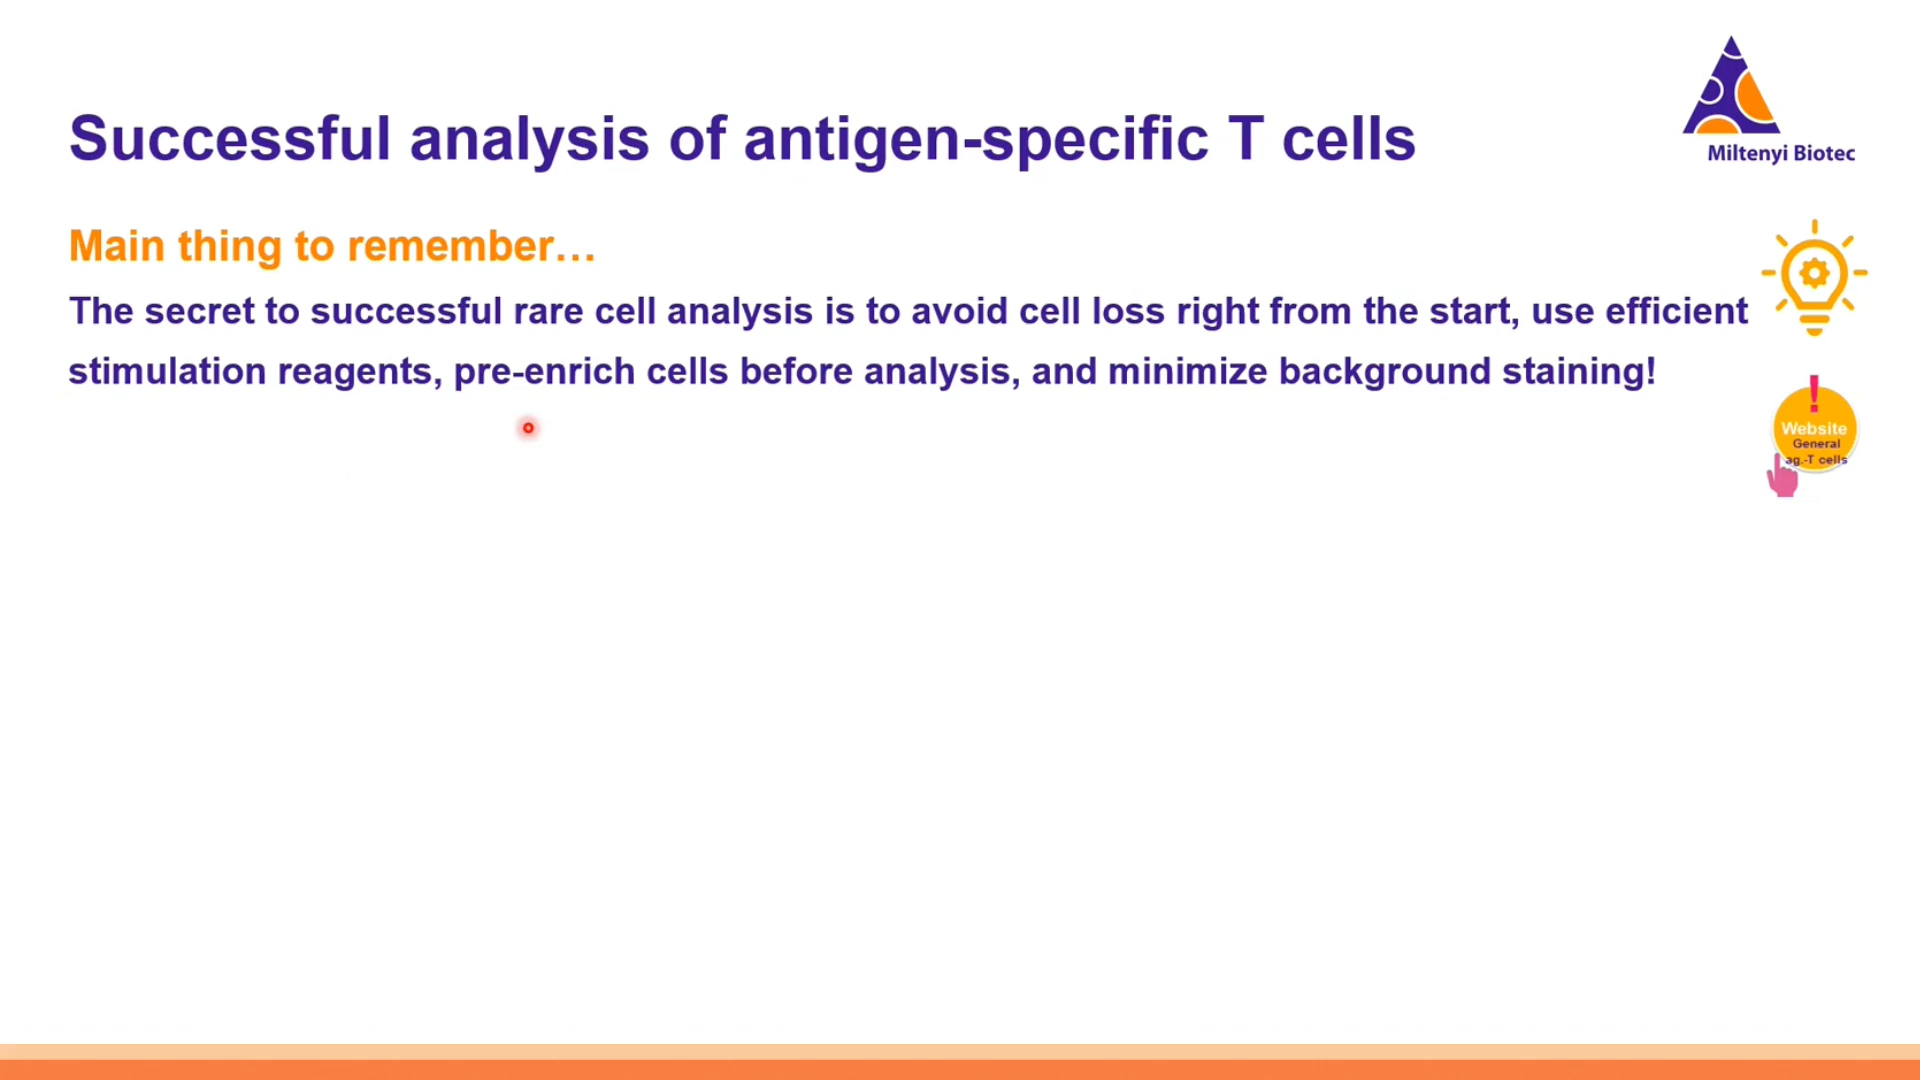 Successful analysis of antigen-specific T cells
Miltenyi Biotec
Main thing to remember…
The secret to successful rare cell analysis is to avoid cell loss right from the start, use efficient
stimulation reagents, pre-enrich cells before analysis, and minimize background staining!
!
Website
General
ag.-T cells